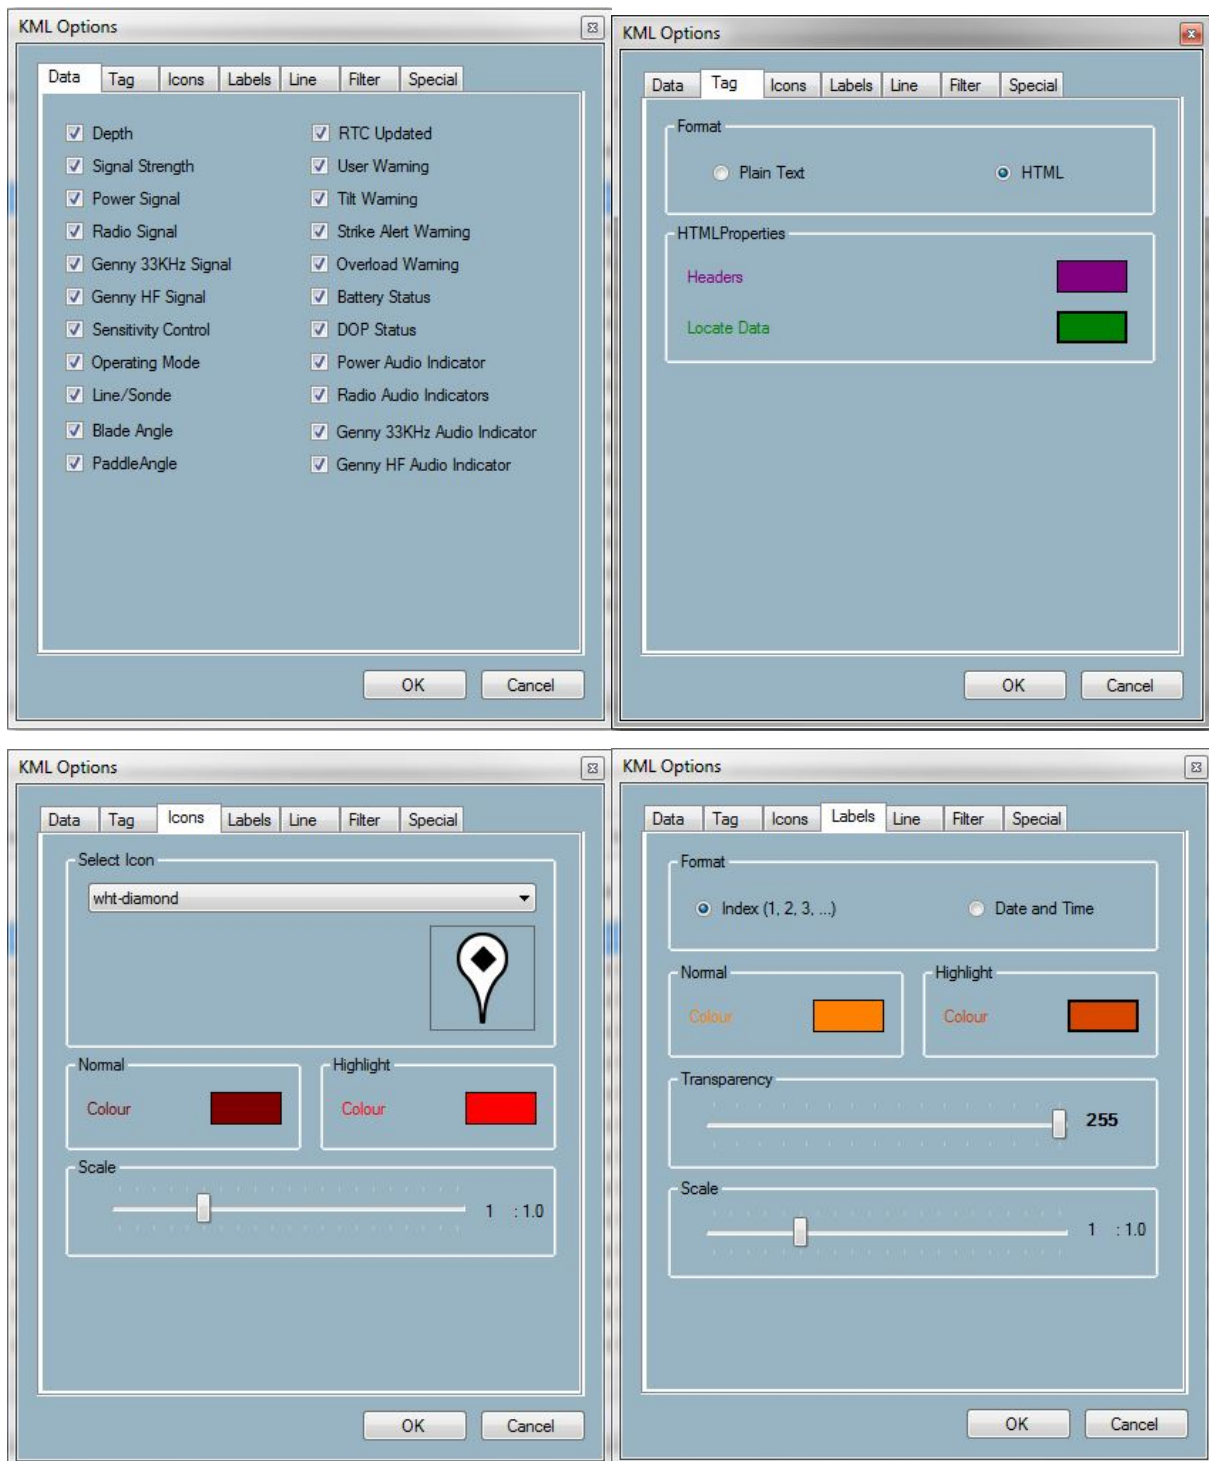 KML Options
Data Tag Icons Labels Line Filter Special
Depth RTC Updated
Signal Strength User Warning
Power Signal Tilt Warning
Radio Signal Strike Alert Warning
Genny 33KHz Signal Overload Warning
Genny HF Signal Battery Status
Sensitivity Control DOP Status
Operating Mode Power Audio Indicator
Line/Sonde Radio Audio Indicators
Blade Angle Genny 33KHz Audio Indicator
PaddleAngle Genny HF Audio Indicator
OK Cancel
KML Options
Data Tag Icons Labels Line Filter Special
Format
Plain Text HTML
HTMLProperties
Headers
Locate Data
OK Cancel
KML Options
Data Tag Icons Labels Line Filter Special
Select Icon
wht-diamond
Normal Highlight
Colour Colour
Scale
1 : 1.0
OK Cancel
KML Options
Data Tag Icons Labels Line Filter Special
Format
Index (1, 2, 3, ...) Date and Time
Normal Highlight
Colour Colour
Transparency
255
Scale
1 : 1.0
OK Cancel